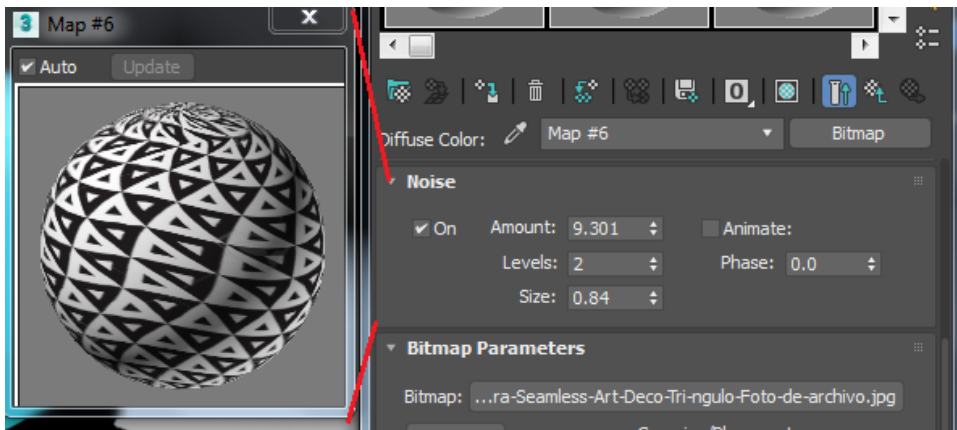 3 Map #6
x
Auto Update
Diffuse Color: Map #6 Bitmap
Noise
On Amount: 9.301 Animate:
Levels: 2 Phase: 0.0
Size: 0.84
Bitmap Parameters
Bitmap: ...ra-Seamless-Art-Deco-Tri-ngulo-Foto-de-archivo.jpg